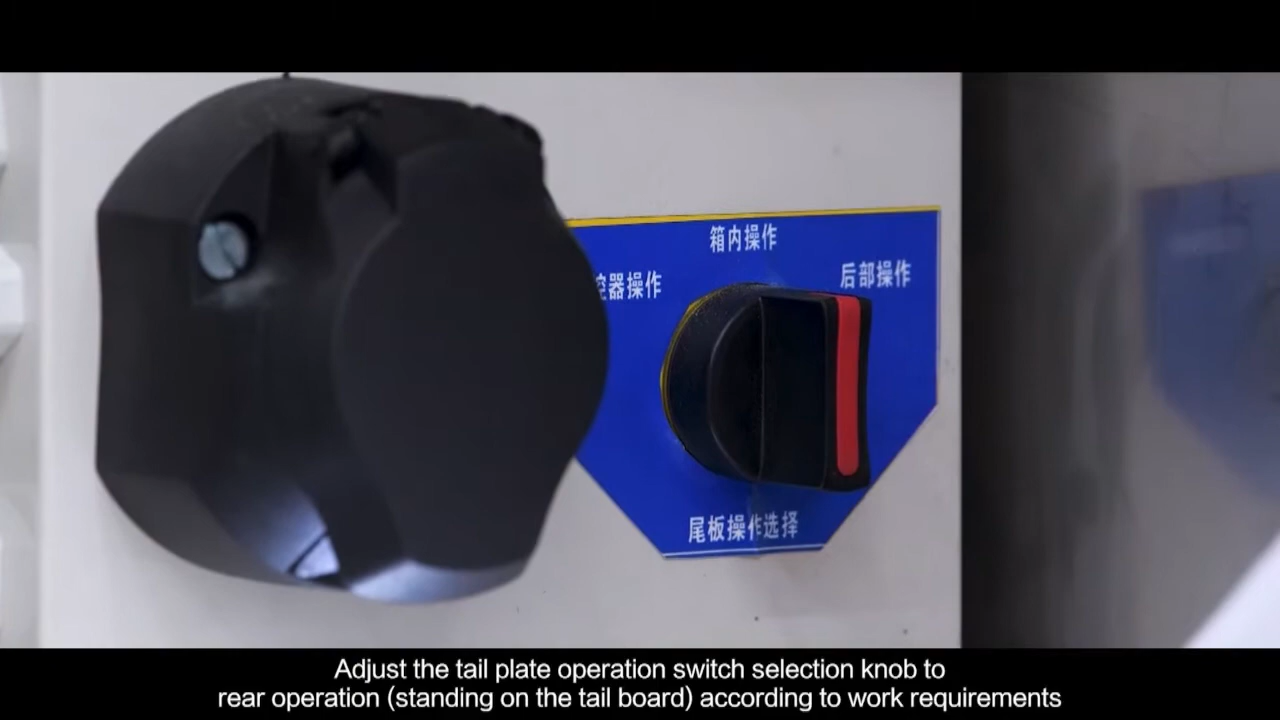 箱内操作
控器操作
后部操作
尾板操作选择
Adjust the tail plate operation switch selection knob to
rear operation (standing on the tail board) according to work requirements